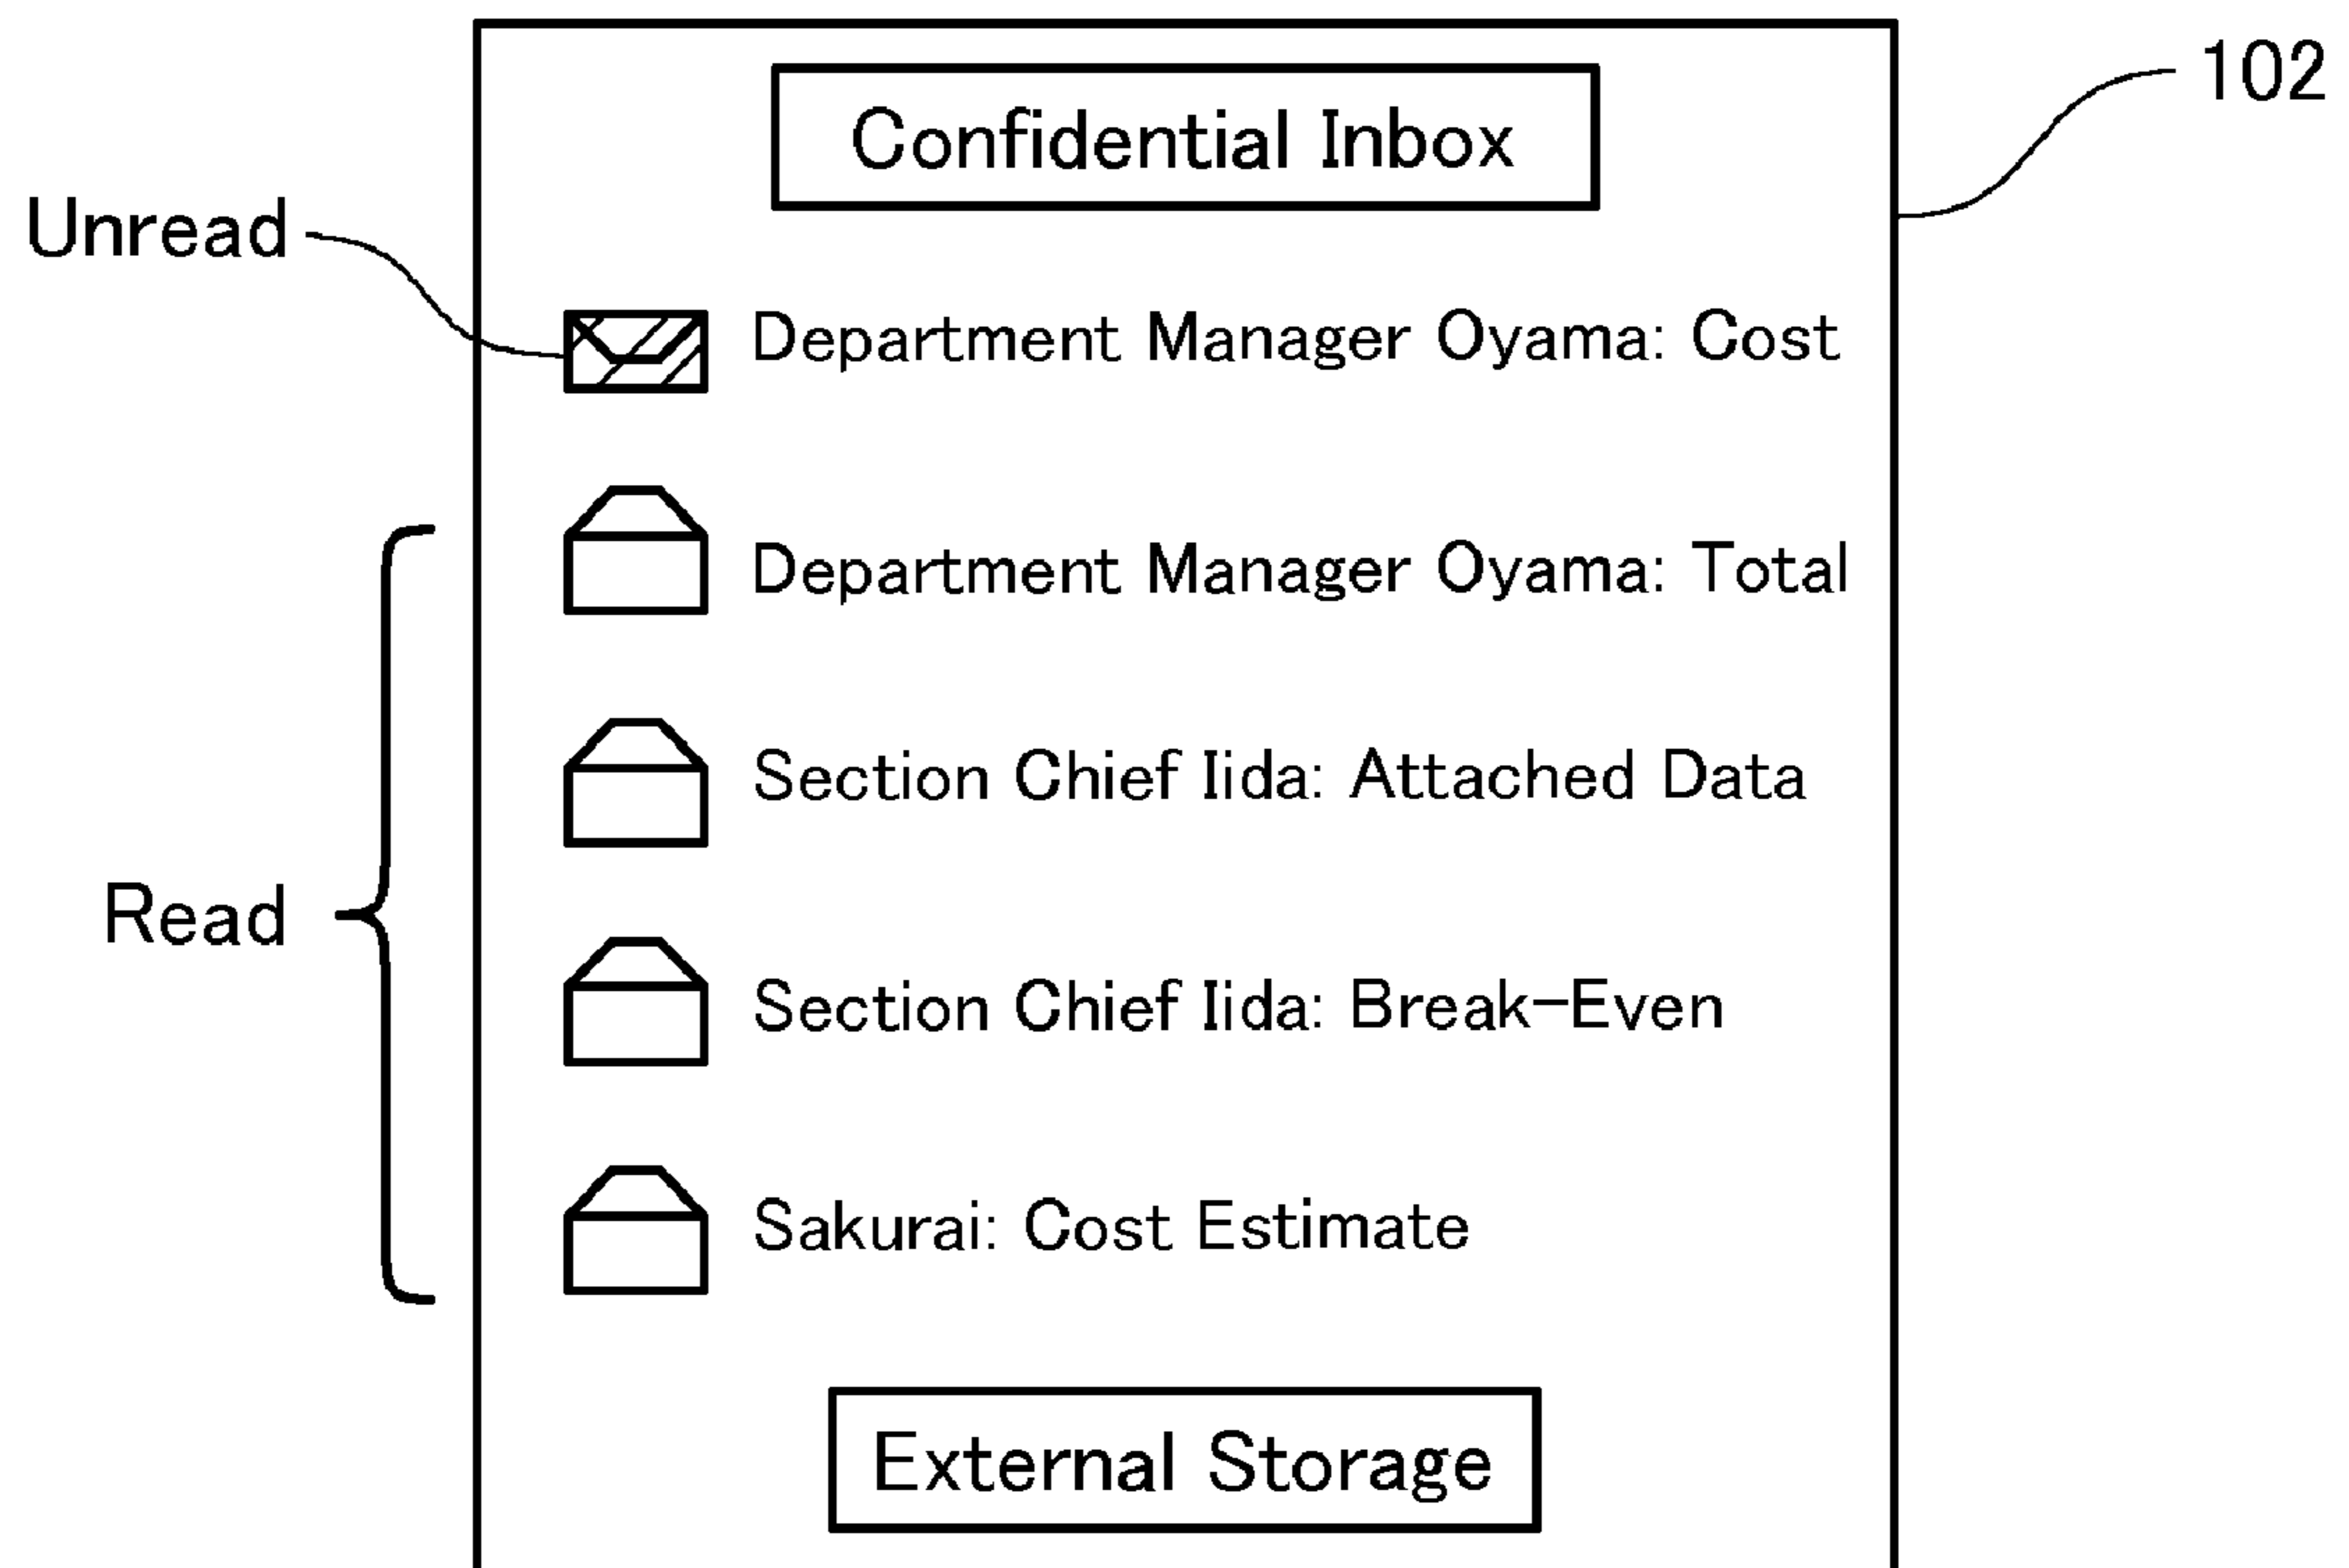 102
Confidential Inbox
Unread
Department Manager Oyama: Cost
Department Manager Oyama: Total
Section Chief Iida: Attached Data
Read
Section Chief Iida: Break-Even
Sakurai: Cost Estimate
External Storage